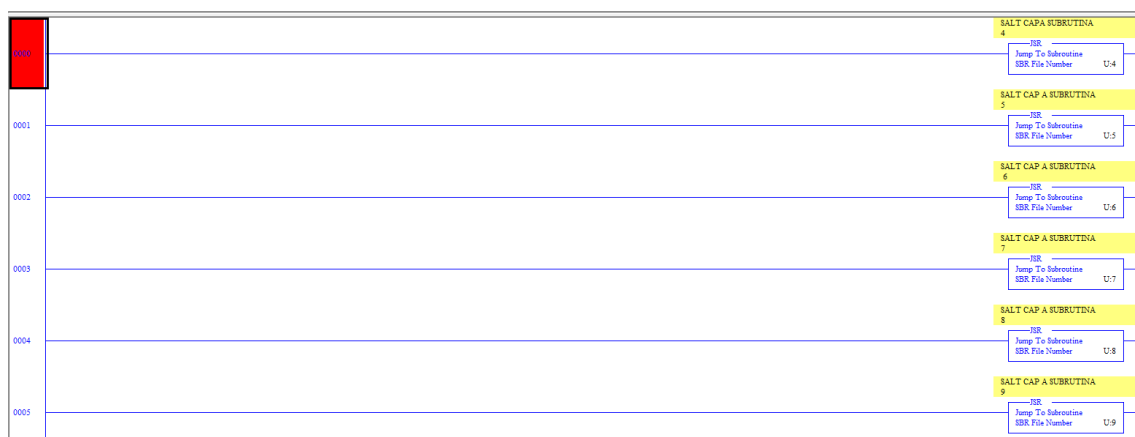 SALT CAPA SUBRUTINA
4
JSR
0000
Jump To Subroutine
SBR File Number U:4
SALT CAP A SUBRUTINA
5
JSR
0001
Jump To Subroutine
SBR File Number U:5
SALT CAP A SUBRUTINA
6
JSR
0002
Jump To Subroutine
SBR File Number U:6
SALT CAP A SUBRUTINA
7
JSR
0003
Jump To Subroutine
SBR File Number U:7
SALT CAP A SUBRUTINA
8
JSR
0004
Jump To Subroutine
SBR File Number U:8
SALT CAP A SUBRUTINA
9
JSR
0005
Jump To Subroutine
SBR File Number U:9